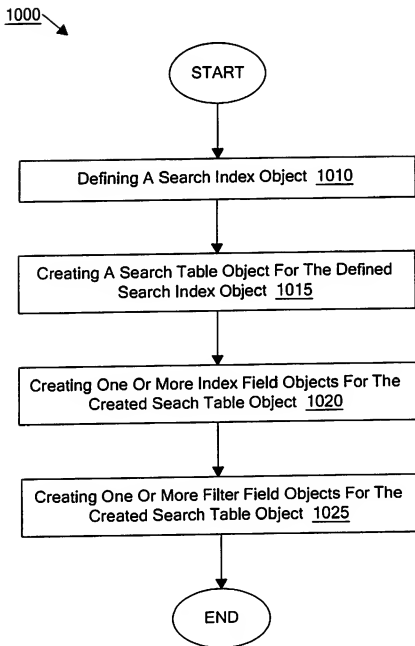 1000
START
Defining A Search Index Object 1010
Creating A Search Table Object For The Defined
Search Index Object 1015
Creating One Or More Index Field Objects For The
Created Seach Table Object 1020
Creating One Or More Filter Field Objects For The
Created Search Table Object 1025
END